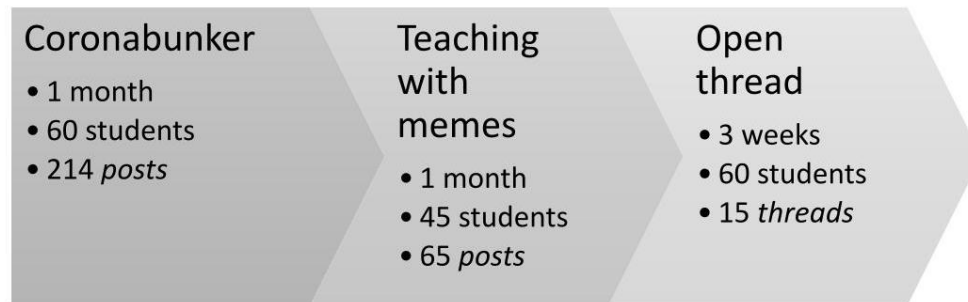 Coronabunker
• 1 month
• 60 students
• 214 posts
Teaching
with
memes
• 1 month
• 45 students
• 65 posts
Open
thread
• 3 weeks
• 60 students
• 15 threads